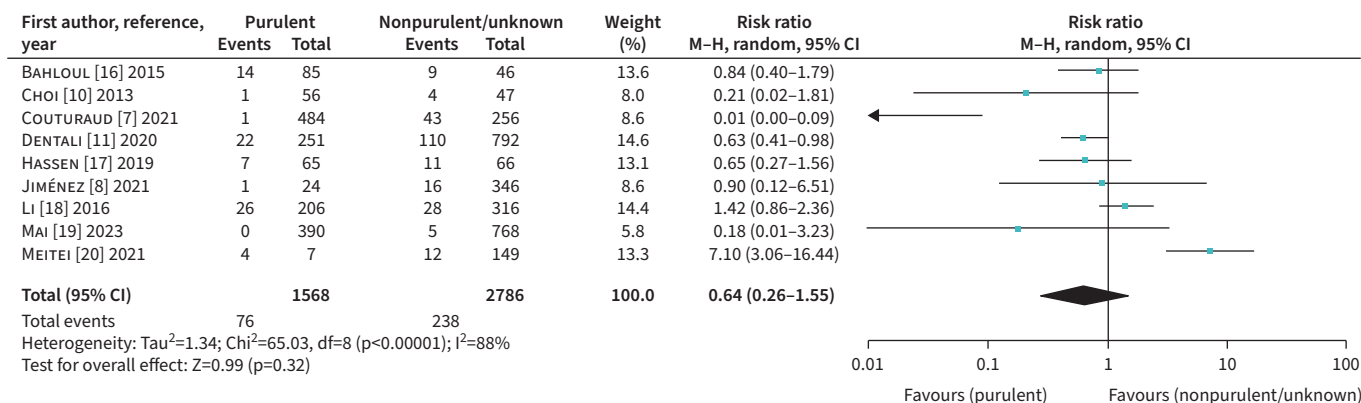 First author, reference, Purulent Nonpurulent/unknown Weight Risk ratio Risk ratio
year Events Total Events Total (%) M–H, random, 95% CI M–H, random, 95% CI
Bahloul [16] 2015 14 85 9 46 13.6 0.84 (0.40–1.79)
Choi [10] 2013 1 56 4 47 8.0 0.21 (0.02–1.81)
Couturaud [7] 2021 1 484 43 256 8.6 0.01 (0.00–0.09)
Dentali [11] 2020 22 251 110 792 14.6 0.63 (0.41–0.98)
Hassen [17] 2019 7 65 11 66 13.1 0.65 (0.27–1.56)
Jiménez [8] 2021 1 24 16 346 8.6 0.90 (0.12–6.51)
Li [18] 2016 26 206 28 316 14.4 1.42 (0.86–2.36)
Mai [19] 2023 0 390 5 768 5.8 0.18 (0.01–3.23)
Meitei [20] 2021 4 7 12 149 13.3 7.10 (3.06–16.44)
Total (95% CI) 1568 2786 100.0 0.64 (0.26–1.55)
Total events 76 238
Heterogeneity: Tau²=1.34; Chi²=65.03, df=8 (p<0.00001); I²=88%
Test for overall effect: Z=0.99 (p=0.32)
0.01 0.1 1 10 100
Favours (purulent) Favours (nonpurulent/unknown)